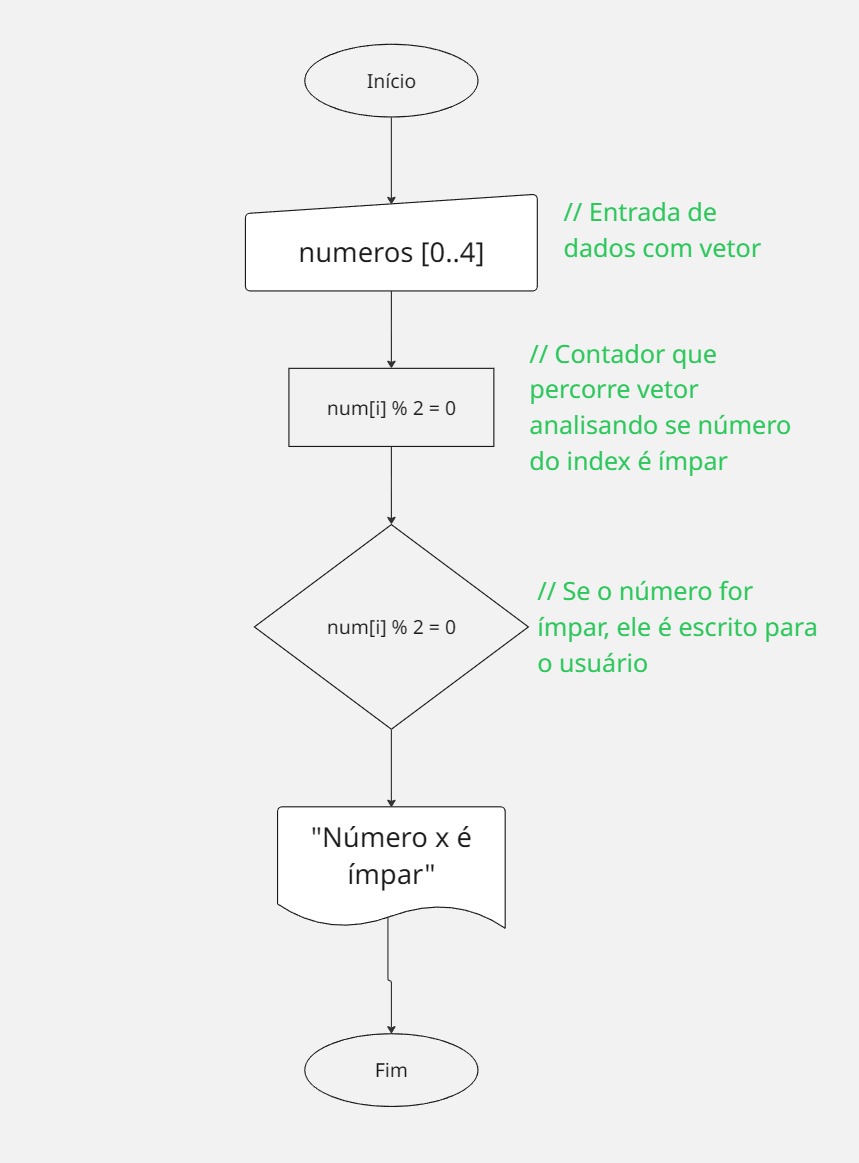 Início
numeros [0..4]
// Entrada de
dados com vetor
num[i] % 2 = 0
// Contador que
percorre vetor
analisando se número
do index é ímpar
num[i] % 2 = 0
// Se o número for
ímpar, ele é escrito para
o usuário
"Número x é
ímpar"
Fim